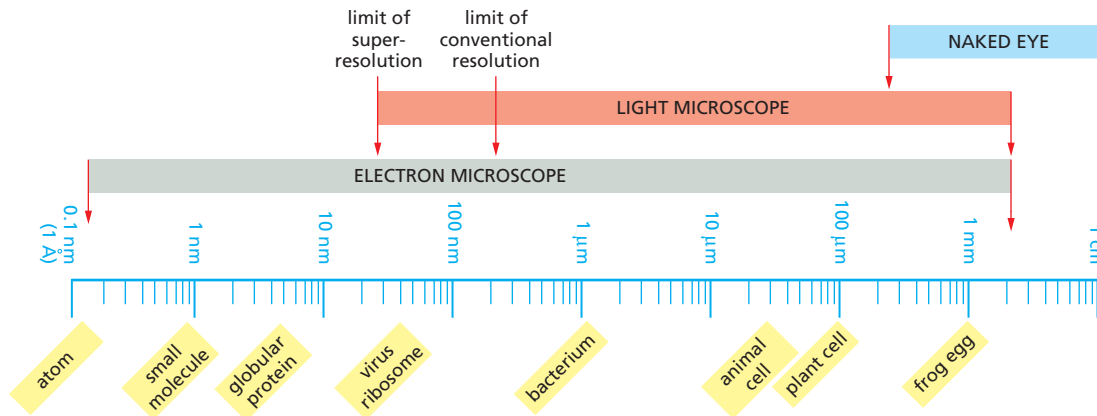 limit of
super-
resolution
limit of
conventional
resolution
NAKED EYE
LIGHT MICROSCOPE
ELECTRON MICROSCOPE
0.1 nm
(1 Å)
1 nm
10 nm
100 nm
1 µm
10 µm
100 µm
1 mm
atom
small
molecule
globular
protein
virus
ribosome
bacterium
animal
cell
plant cell
frog egg